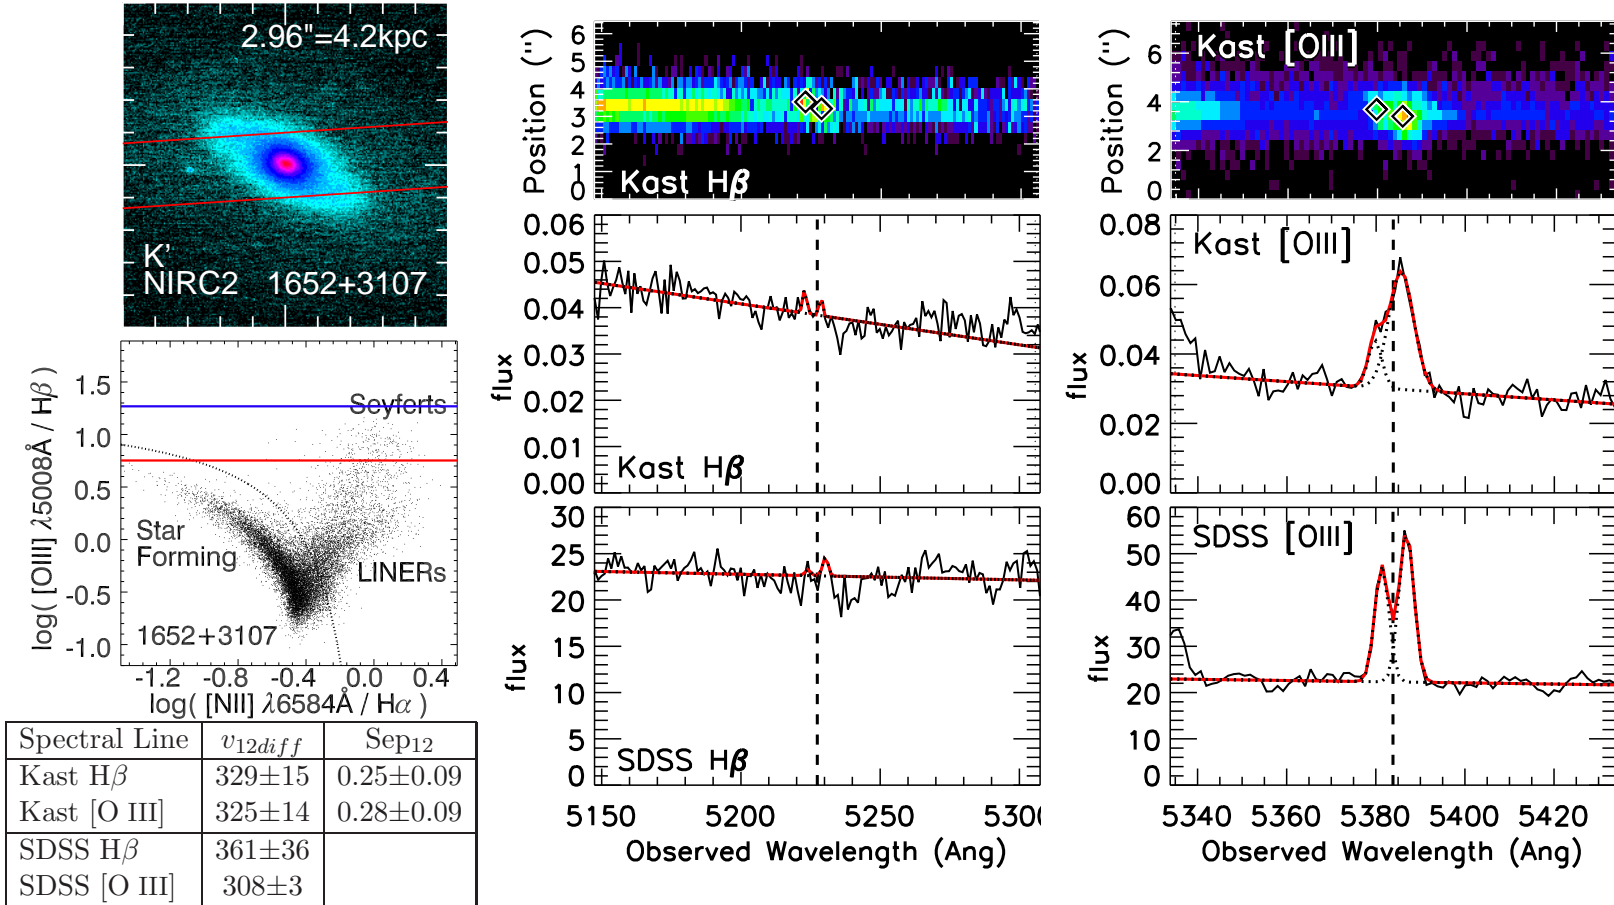 2.96"=4.2kpc
K'
NIRC2 1652+3107
log( [OIII] λ5008Å / Hβ )
1.5
1.0
0.5
0.0
-0.5
-1.0
Seyferts
Star
Forming
LINERs
1652+3107
-1.2 -0.8 -0.4 0.0 0.4
log( [NII] λ6584Å / Hα )
Spectral Line v12diff Sep12
Kast Hβ 329±15 0.25±0.09
Kast [O III] 325±14 0.28±0.09
SDSS Hβ 361±36
SDSS [O III] 308±3
Position (")
6
5
4
3
2
1
0
Kast Hβ
flux
0.06
0.05
0.04
0.03
0.02
0.01
0.00
Kast Hβ
flux
30
25
20
15
10
5
0
SDSS Hβ
5150 5200 5250 530
Observed Wavelength (Ang)
Position (")
6
4
2
0
Kast [OIII]
flux
0.08
0.06
0.04
0.02
0.00
Kast [OIII]
flux
60
50
40
30
20
10
0
SDSS [OIII]
5340 5360 5380 5400 5420
Observed Wavelength (Ang)